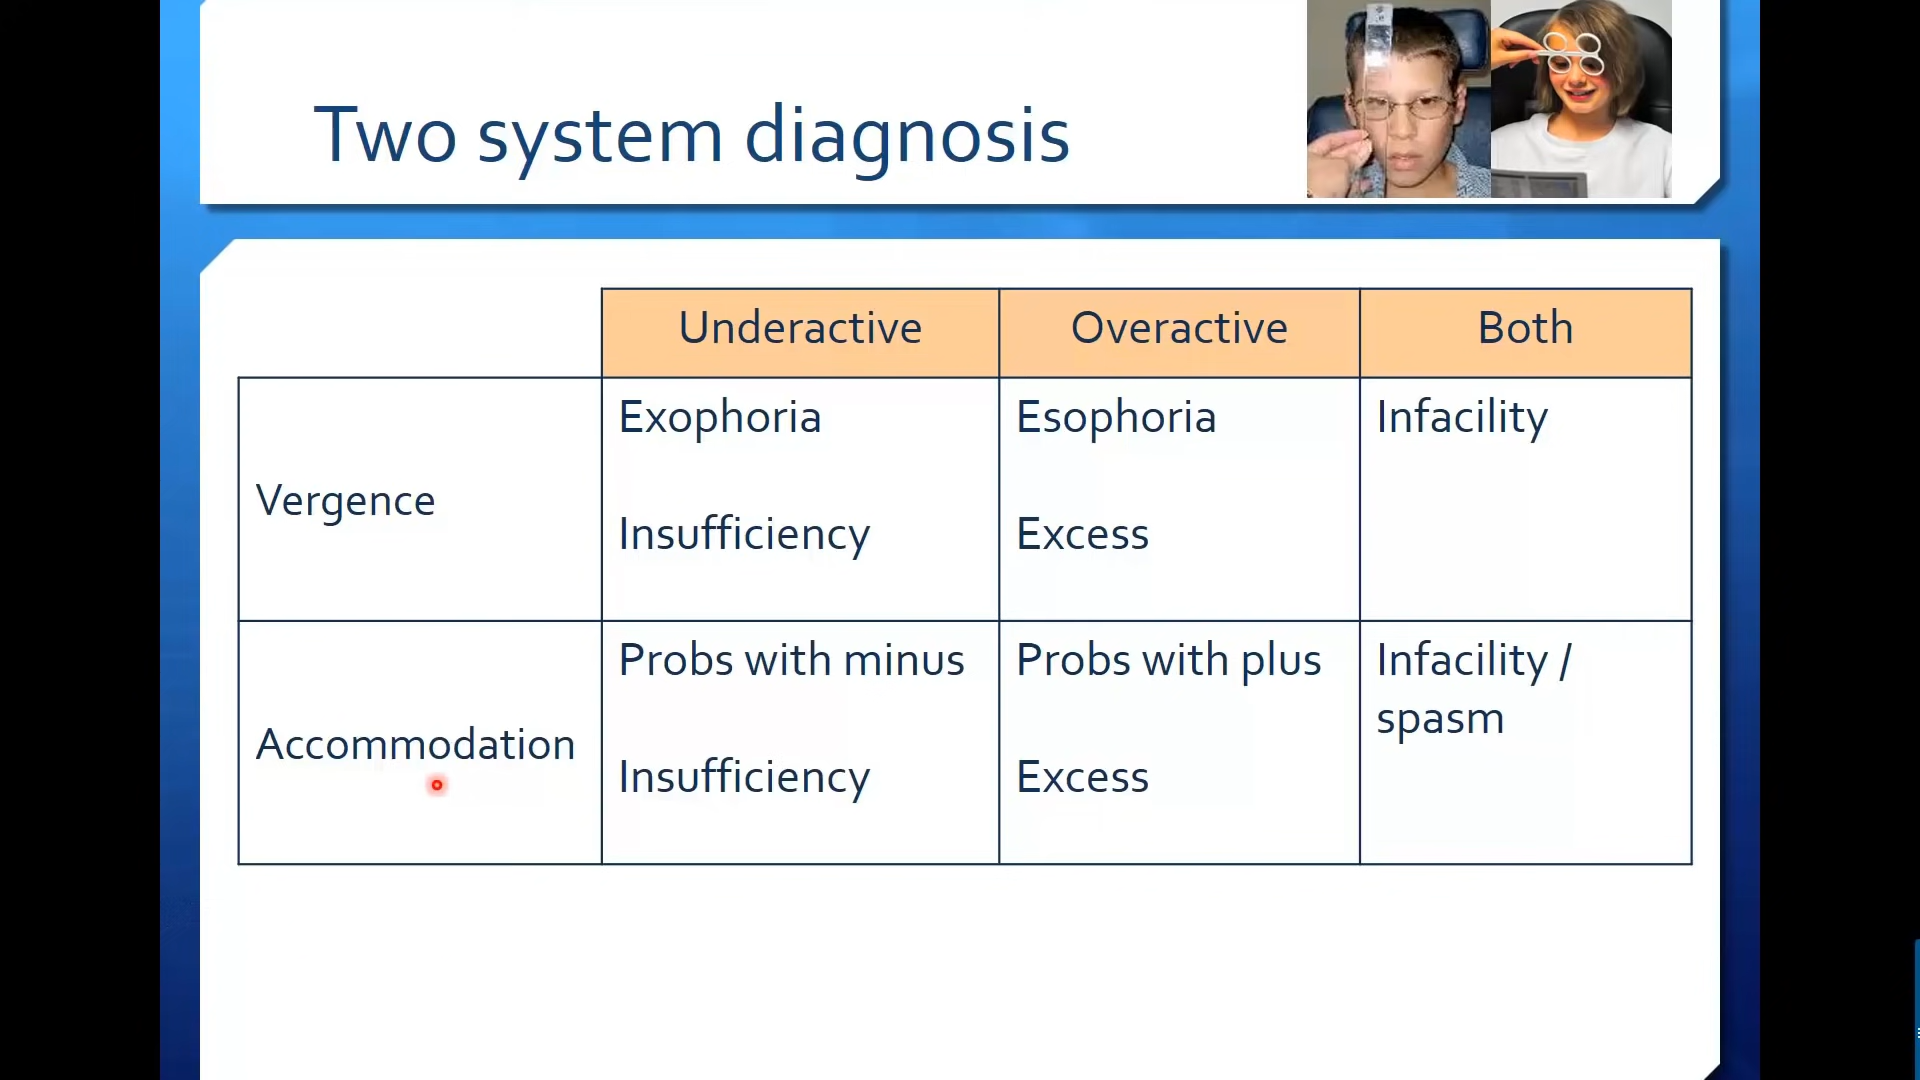 Two system diagnosis
Underactive
Overactive
Both
Vergence
Exophoria
Insufficiency
Esophoria
Excess
Infacility
Accommodation
Probs with minus
Insufficiency
Probs with plus
Excess
Infacility /
spasm